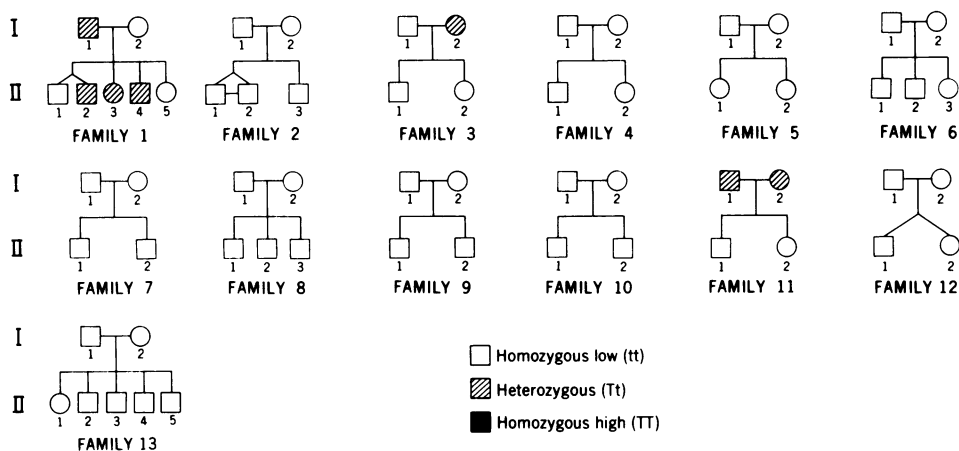 I
1 2 1 2 1 2 1 2 1 2 1 2
II
1 2 3 4 5 1 2 3 1 2 1 2 1 2 1 2 3
FAMILY 1 FAMILY 2 FAMILY 3 FAMILY 4 FAMILY 5 FAMILY 6
I
1 2 1 2 1 2 1 2 1 2 1 2
II
1 2 1 2 3 1 2 1 2 1 2 1 2
FAMILY 7 FAMILY 8 FAMILY 9 FAMILY 10 FAMILY 11 FAMILY 12
I
1 2
II
1 2 3 4 5
FAMILY 13
Homozygous low (tt)
Heterozygous (Tt)
Homozygous high (TT)